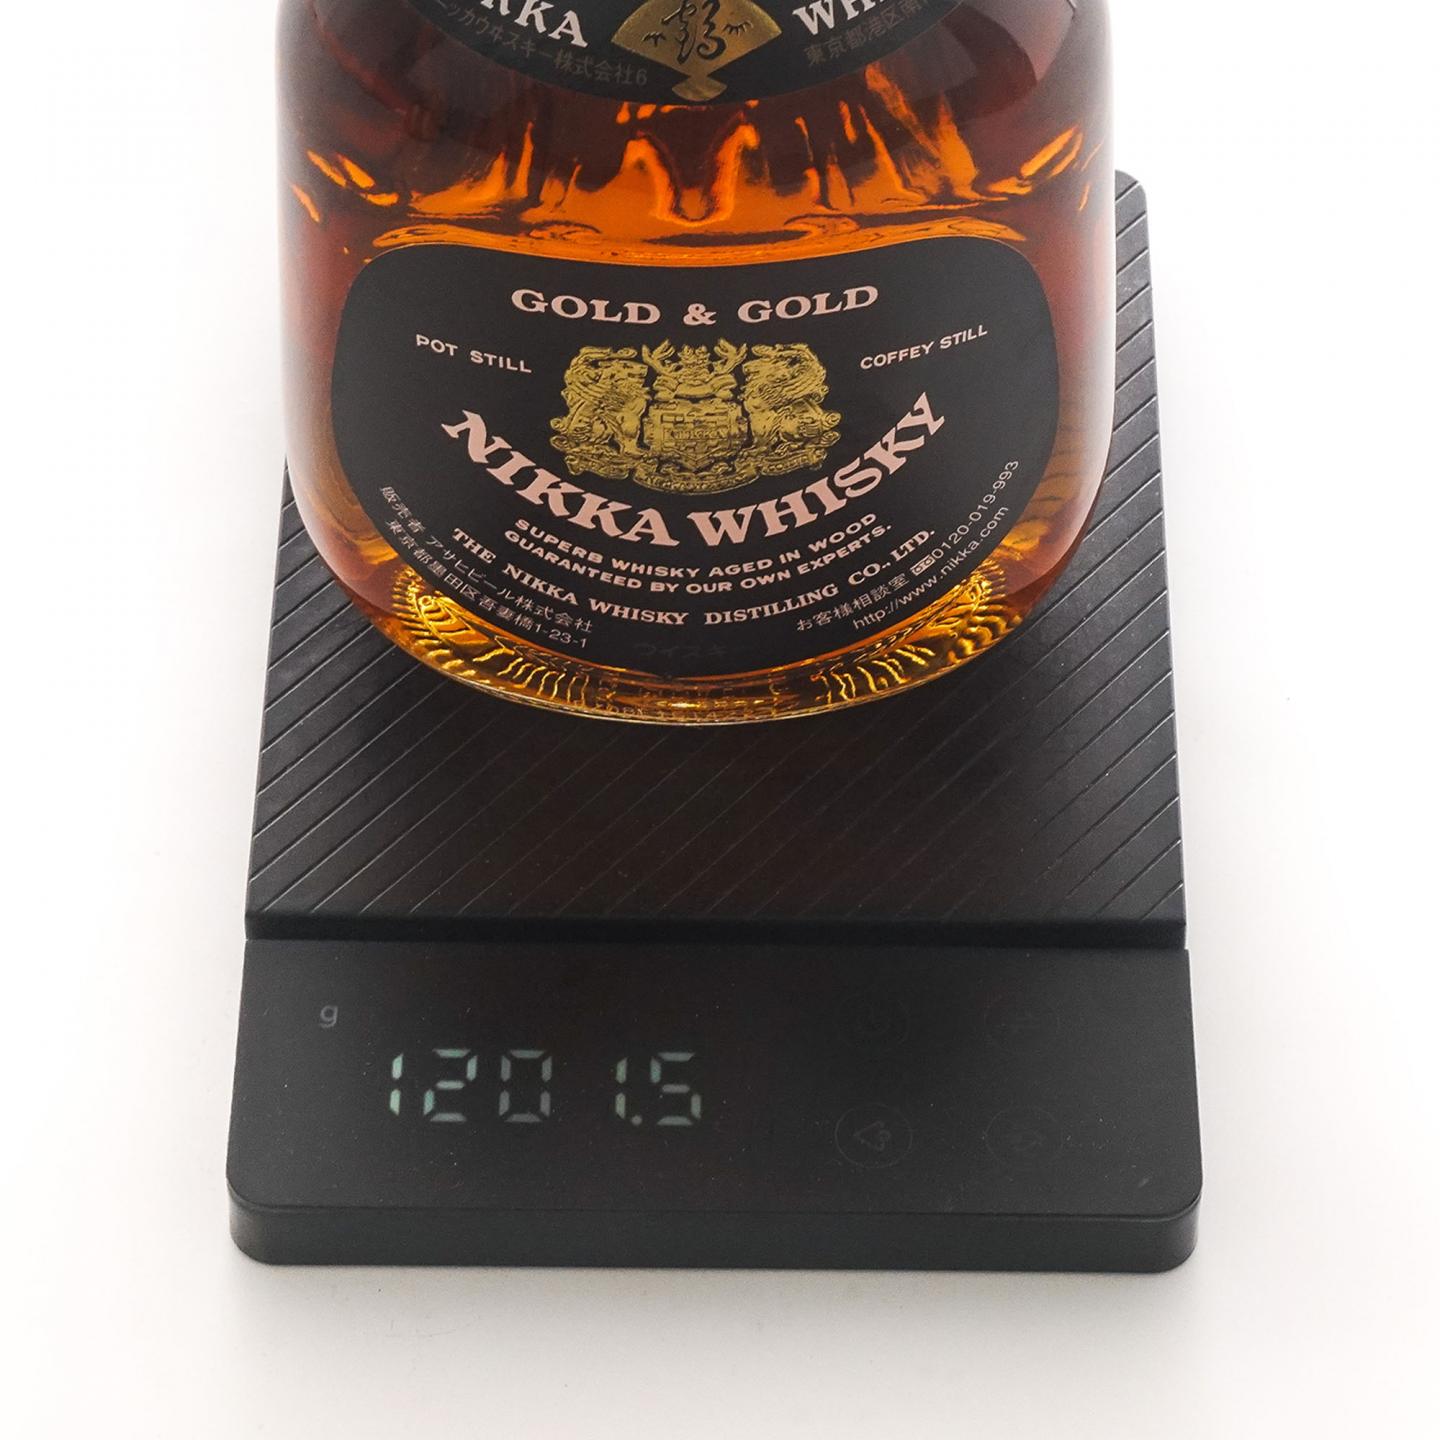 鶴
ニッカウヰスキー株式会社6
東京都港区南
GOLD & GOLD
POT STILL
COFFEY STILL
NIKKA WHISKY
SUPERB WHISKY AGED IN WOOD
GUARANTEED BY OUR OWN EXPERTS.
THE NIKKA WHISKY DISTILLING CO., LTD.
販売者 アサヒビール株式会社
東京都墨田区吾妻橋1-23-1
お客様相談室 0120-019-993
http://www.nikka.com
ウイスキー
g
1201.5